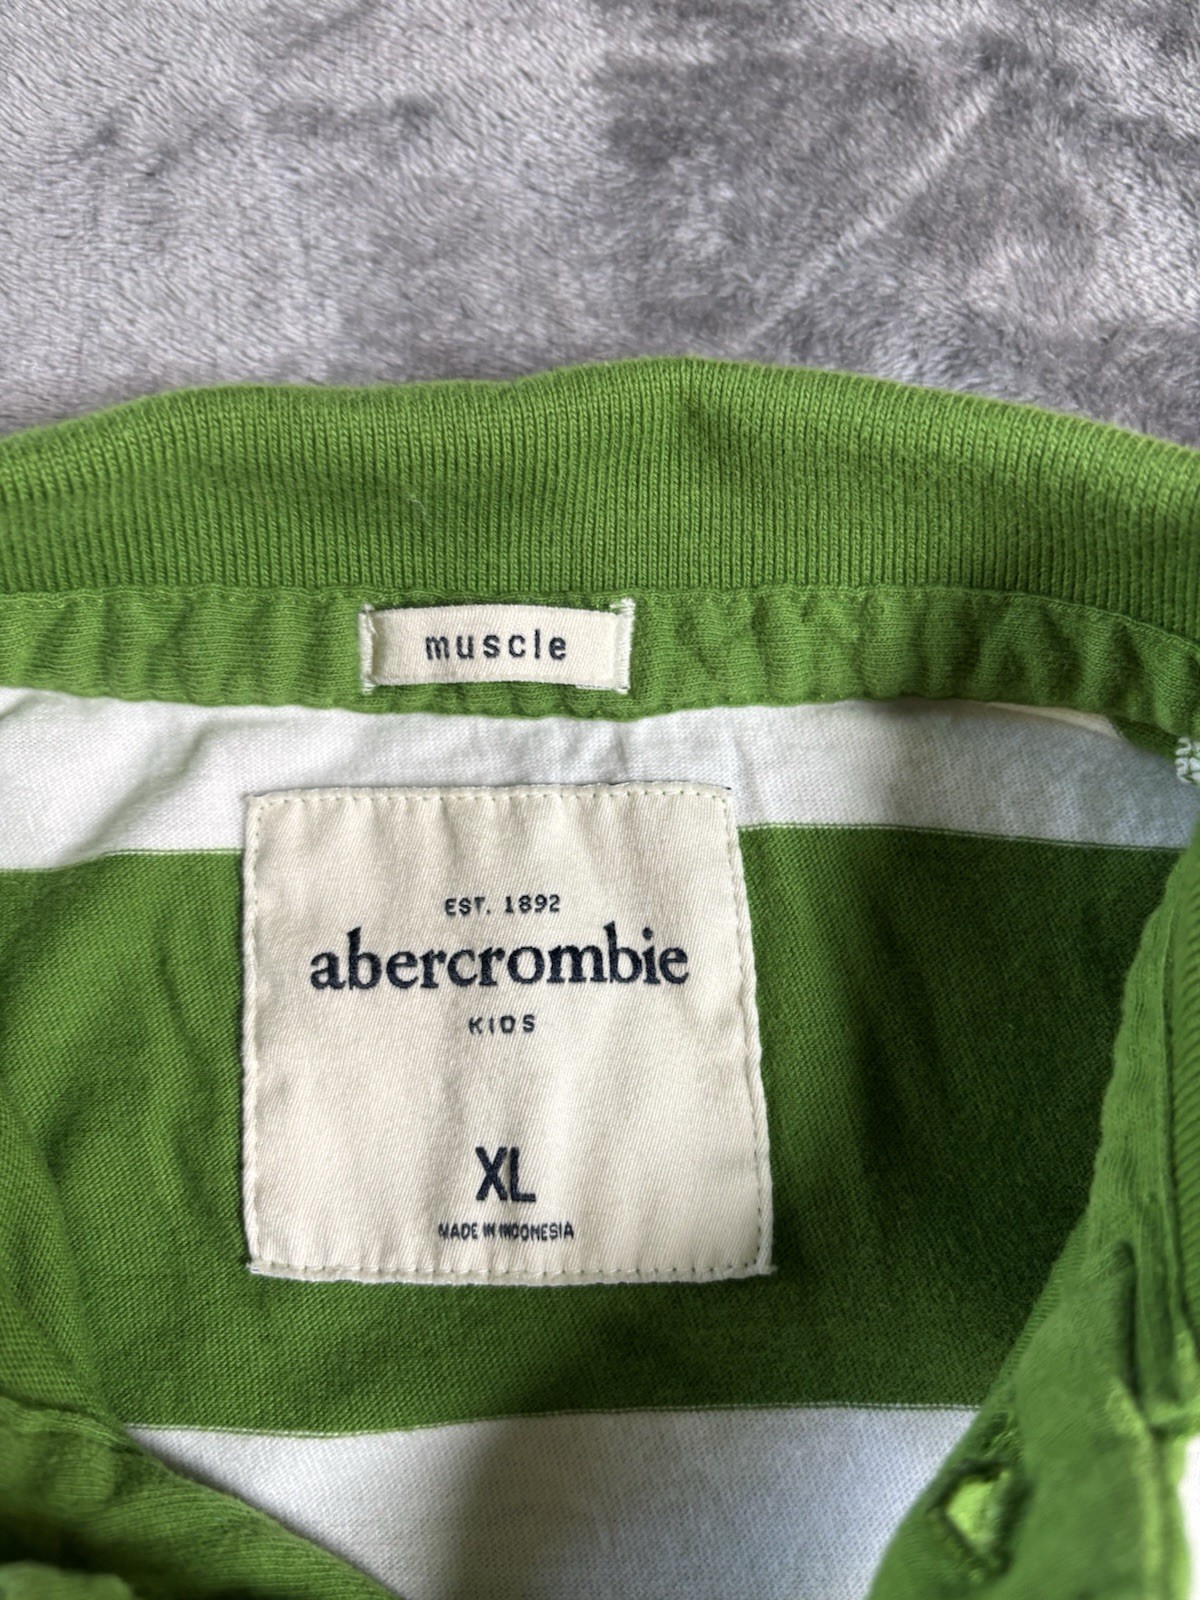 muscle
EST. 1892
abercrombie
KIDS
XL
MADE IN INDONESIA